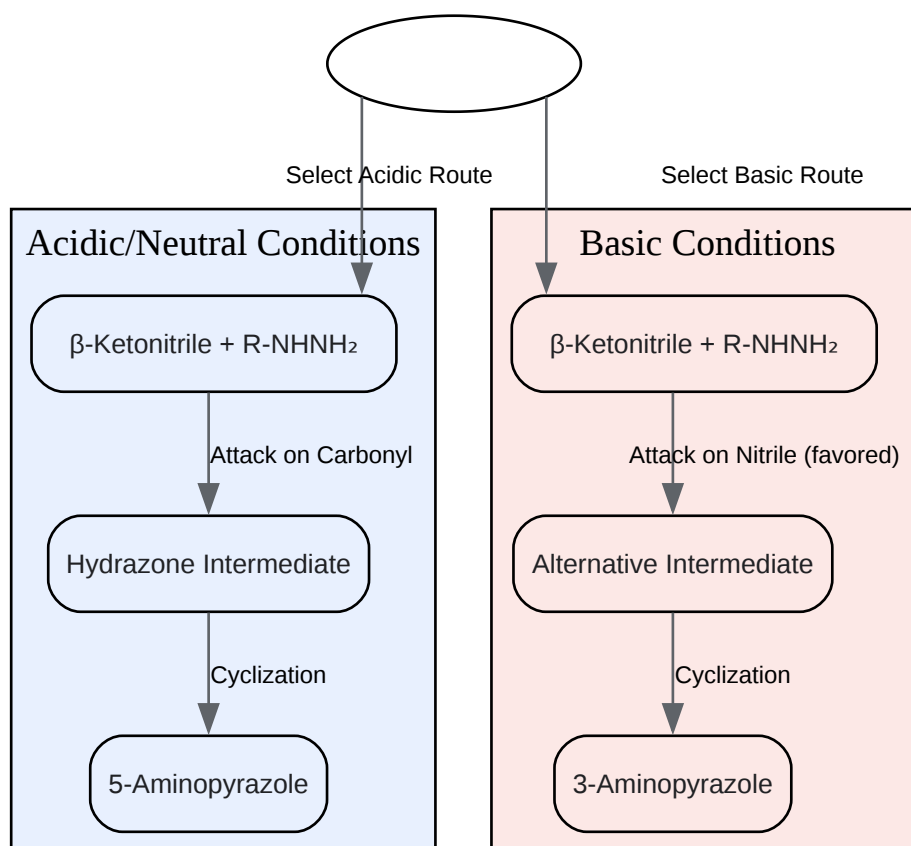 Select Acidic Route
Select Basic Route
Acidic/Neutral Conditions
Basic Conditions
β-Ketonitrile + R-NHNH₂
β-Ketonitrile + R-NHNH₂
Attack on Carbonyl
Attack on Nitrile (favored)
Hydrazone Intermediate
Alternative Intermediate
Cyclization
Cyclization
5-Aminopyrazole
3-Aminopyrazole